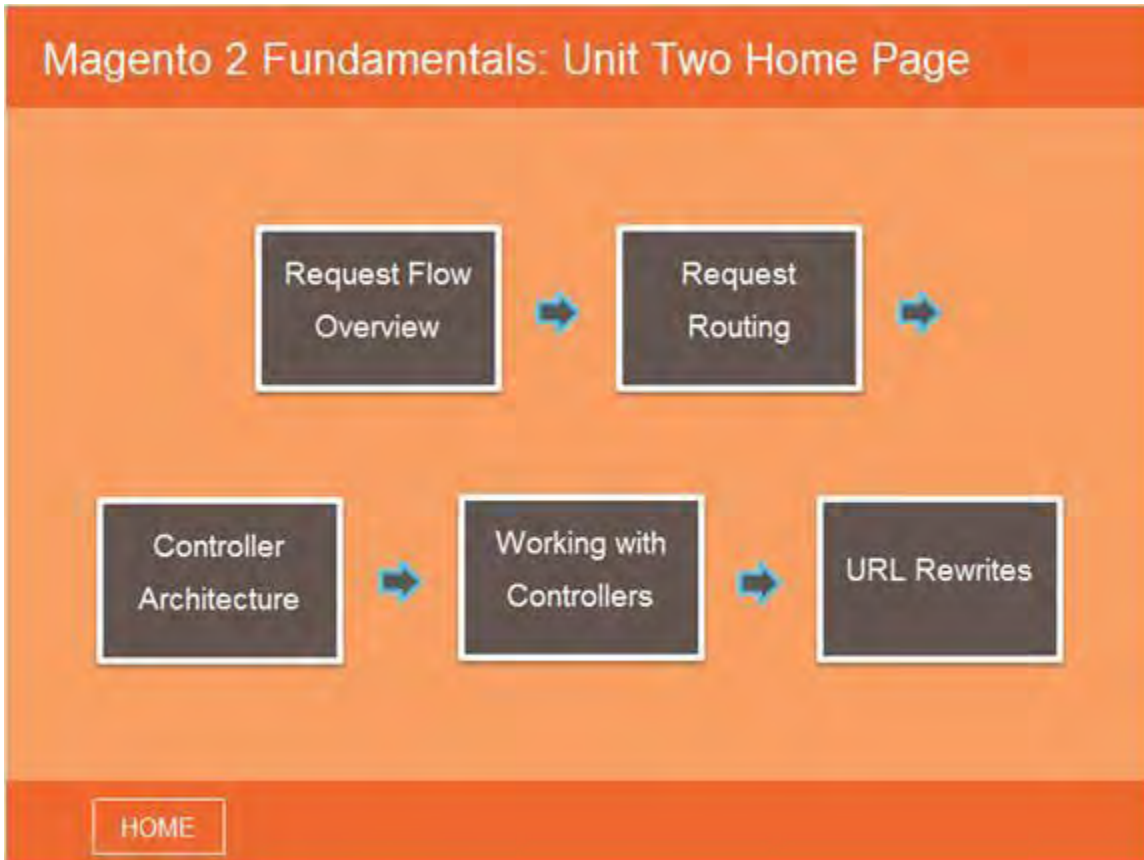 Magento 2 Fundamentals: Unit Two Home Page
Request Flow
Overview
Request
Routing
Controller
Architecture
Working with
Controllers
URL Rewrites
HOME